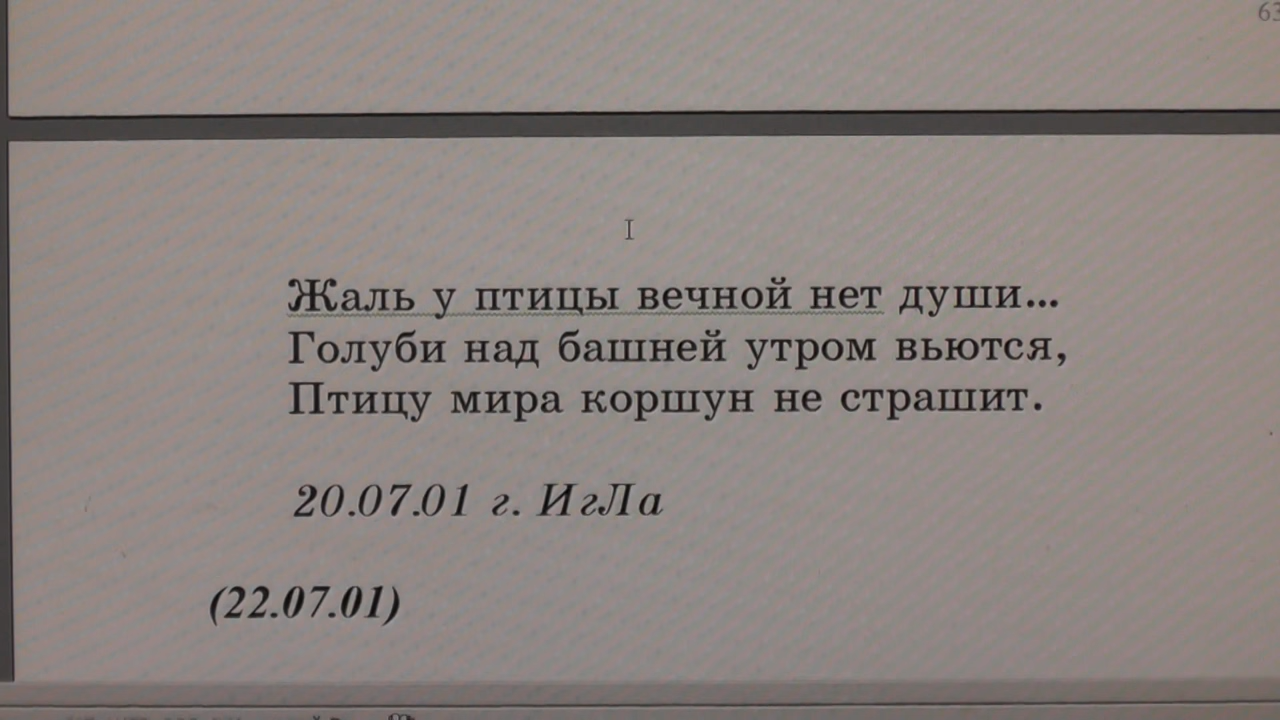 63
Жаль у птицы вечной нет души...
Голуби над башней утром вьются,
Птицу мира коршун не страшит.
20.07.01 г. ИгЛа
(22.07.01)